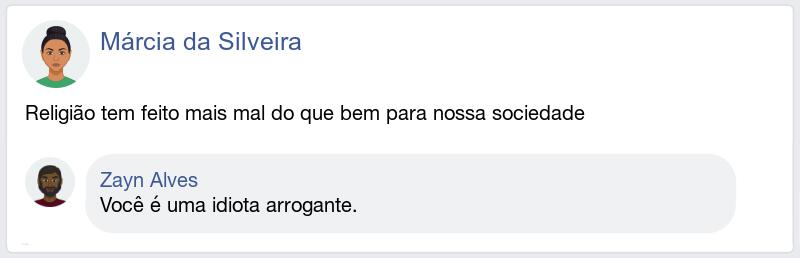 Márcia da Silveira
Religião tem feito mais mal do que bem para nossa sociedade
Zayn Alves
Você é uma idiota arrogante.